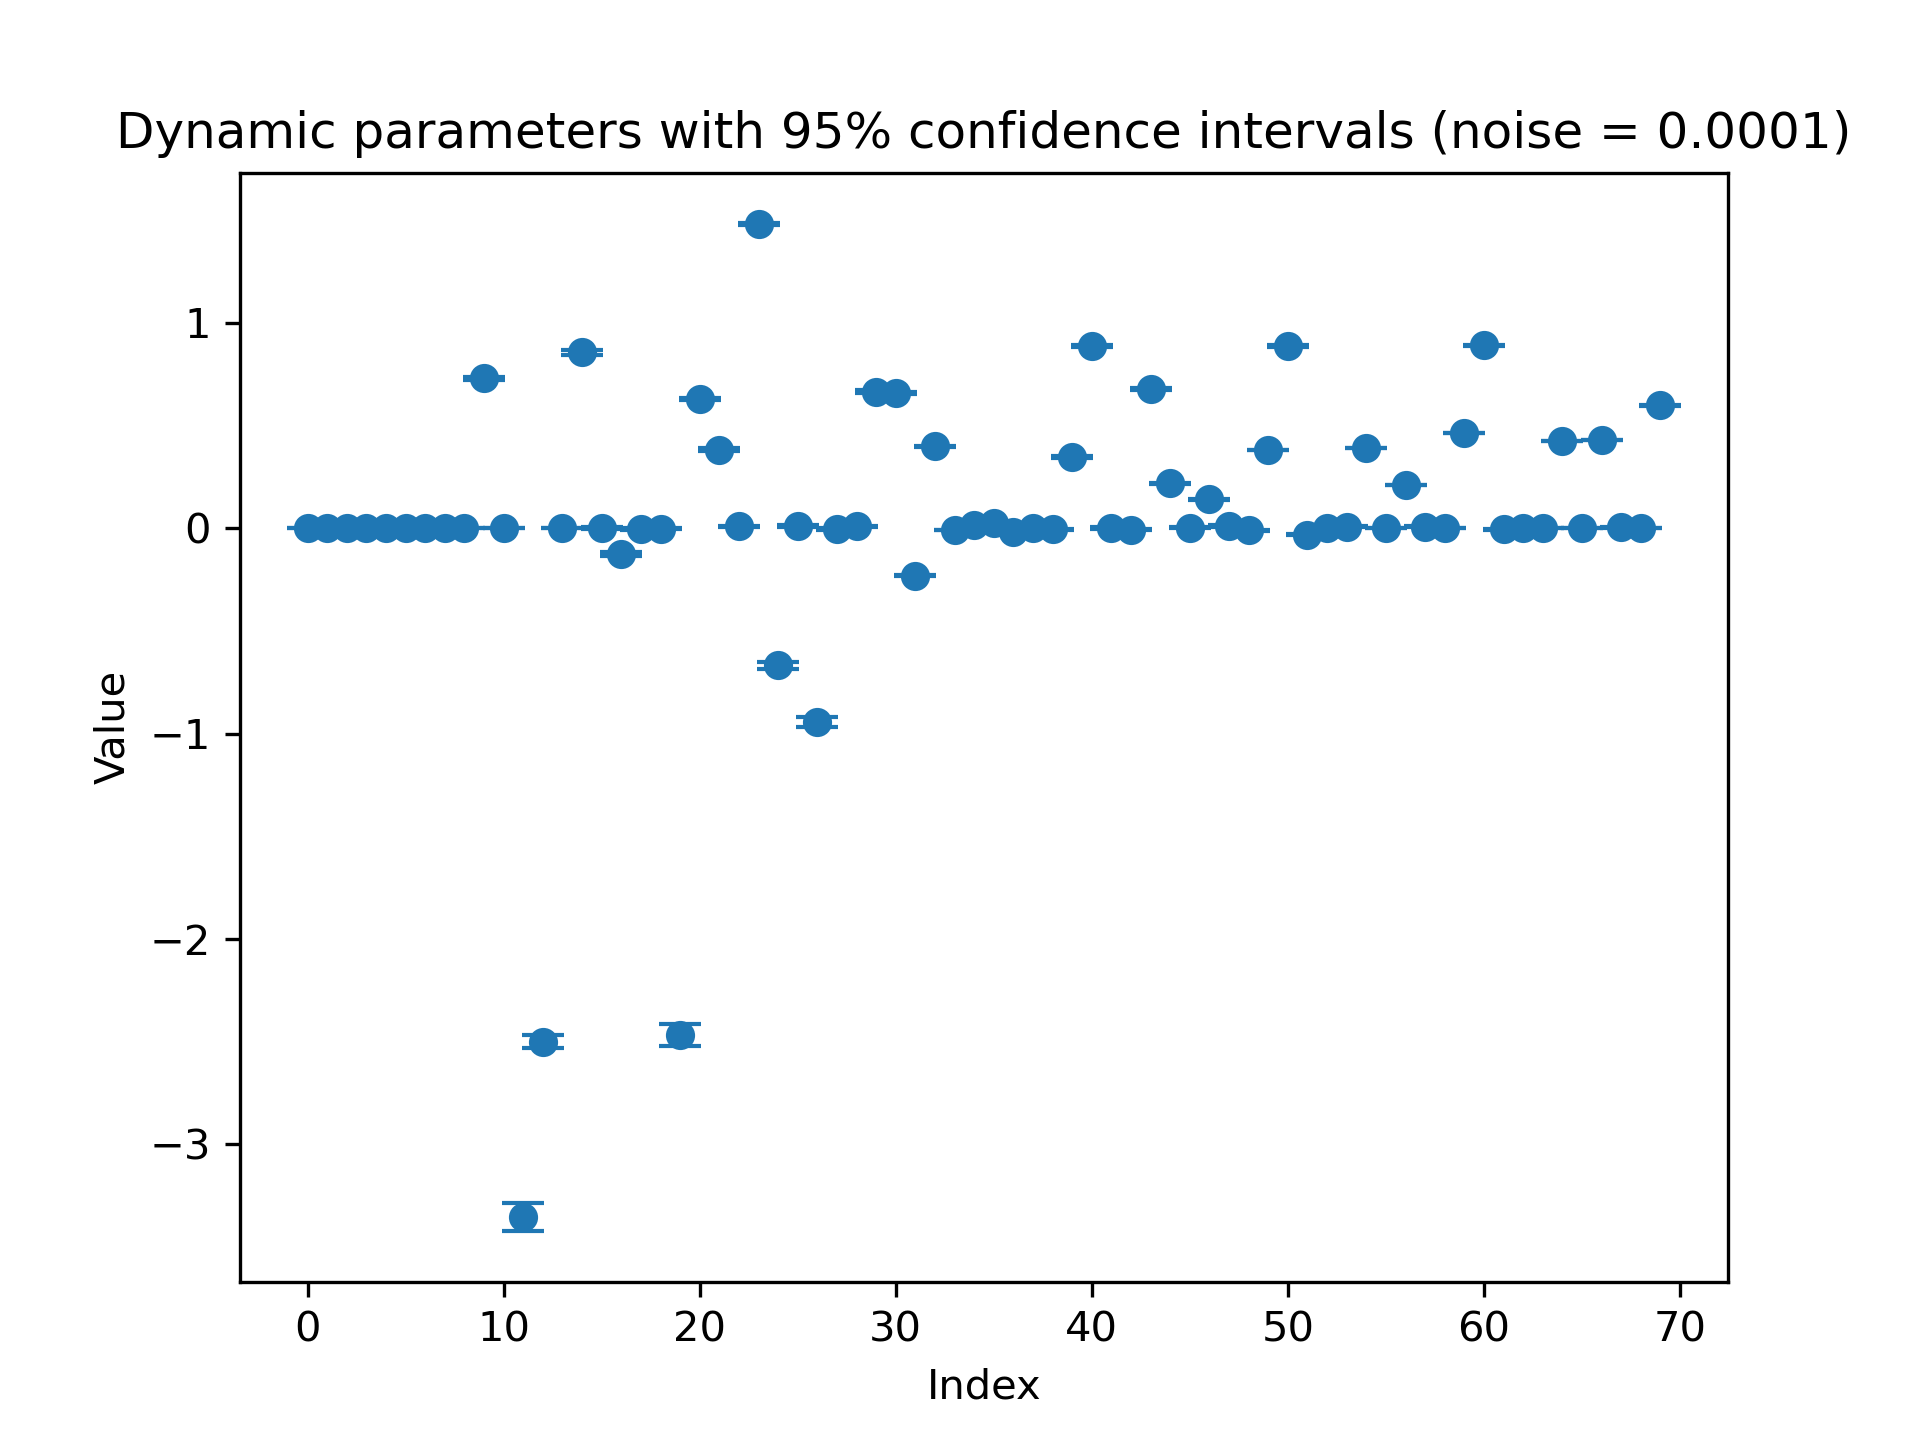 Dynamic parameters with 95% confidence intervals (noise = 0.0001)
1
0
−1
−2
−3
Value
0 10 20 30 40 50 60 70
Index